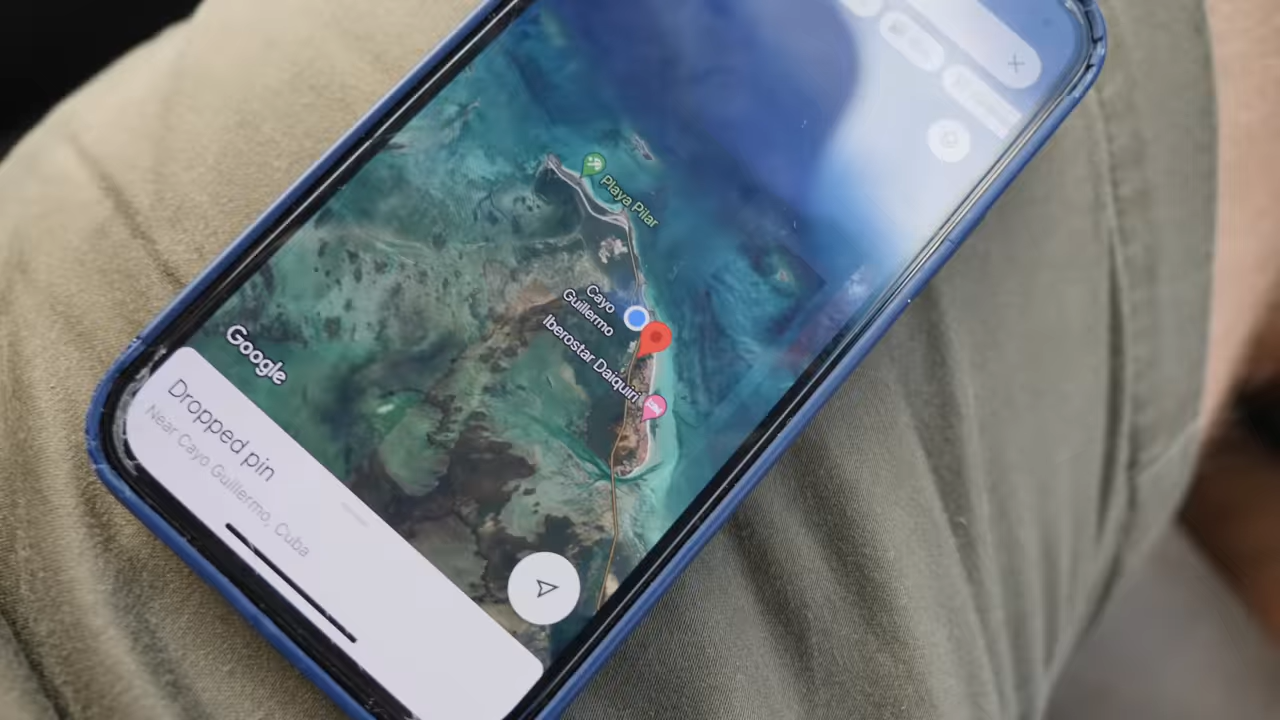 Playa Pilar
Cayo
Guillermo
Iberostar Daiquiri
Google
Dropped pin
Near Cayo Guillermo, Cuba